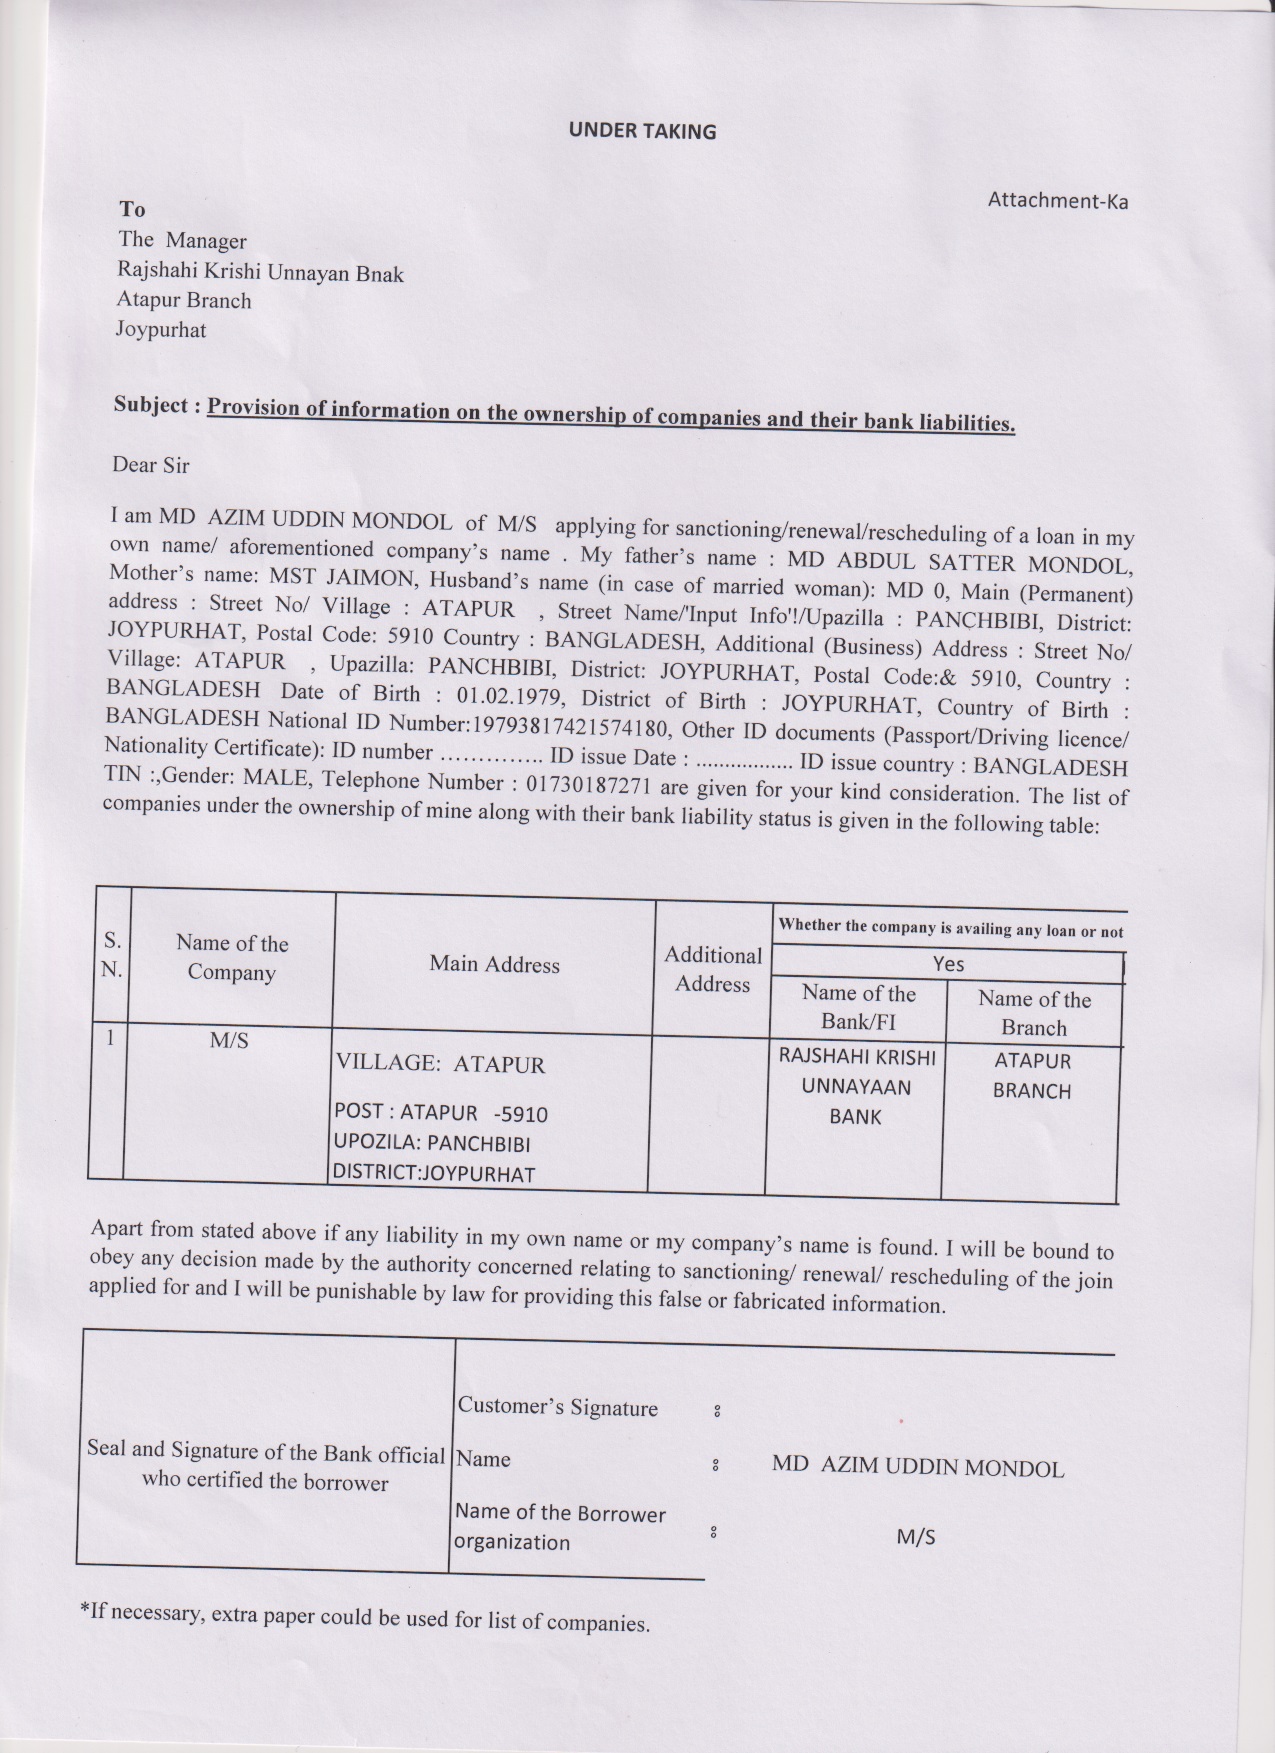 UNDER TAKING
Attachment-Ka
To
The Manager
Rajshahi Krishi Unnayan Bnak
Atapur Branch
Joypurhat
Subject : Provision of information on the ownership of companies and their bank liabilities.
Dear Sir
I am MD AZIM UDDIN MONDOL of M/S applying for sanctioning/renewal/rescheduling of a loan in my
own name/ aforementioned company's name . My father's name : MD ABDUL SATTER MONDOL,
Mother's name: MST JAIMON, Husband's name (in case of married woman): MD 0, Main (Permanent)
address : Street No/ Village : ATAPUR , Street Name/'Input Info'!/Upazilla : PANCHBIBI, District:
JOYPURHAT, Postal Code: 5910 Country : BANGLADESH, Additional (Business) Address : Street No/
Village: ATAPUR , Upazilla: PANCHBIBI, District: JOYPURHAT, Postal Code:& 5910, Country :
BANGLADESH Date of Birth : 01.02.1979, District of Birth : JOYPURHAT, Country of Birth :
BANGLADESH National ID Number:19793817421574180, Other ID documents (Passport/Driving licence/
Nationality Certificate): ID number .............. ID issue Date : ................. ID issue country : BANGLADESH
TIN :,Gender: MALE, Telephone Number : 01730187271 are given for your kind consideration. The list of
companies under the ownership of mine along with their bank liability status is given in the following table:
S.
N.
Name of the
Company
Main Address
Additional
Address
Whether the company is availing any loan or not
Yes
Name of the
Bank/FI
Name of the
Branch
1
M/S
VILLAGE: ATAPUR
POST : ATAPUR -5910
UPOZILA: PANCHBIBI
DISTRICT:JOYPURHAT
RAJSHAHI KRISHI
UNNAYAAN
BANK
ATAPUR
BRANCH
Apart from stated above if any liability in my own name or my company's name is found. I will be bound to
obey any decision made by the authority concerned relating to sanctioning/ renewal/ rescheduling of the join
applied for and I will be punishable by law for providing this false or fabricated information.
Seal and Signature of the Bank official
who certified the borrower
Customer's Signature :
Name : MD AZIM UDDIN MONDOL
Name of the Borrower
organization : M/S
*If necessary, extra paper could be used for list of companies.